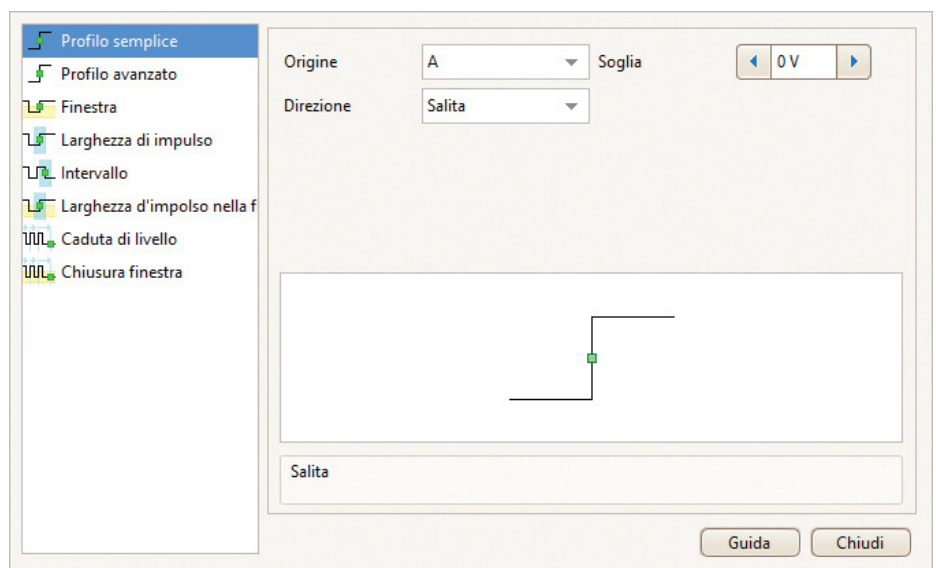 Profilo semplice
Profilo avanzato
Finestra
Larghezza di impulso
Intervallo
Larghezza d'impolso nella f
Caduta di livello
Chiusura finestra
Origine A Soglia 0 V
Direzione Salita
Salita
Guida Chiudi